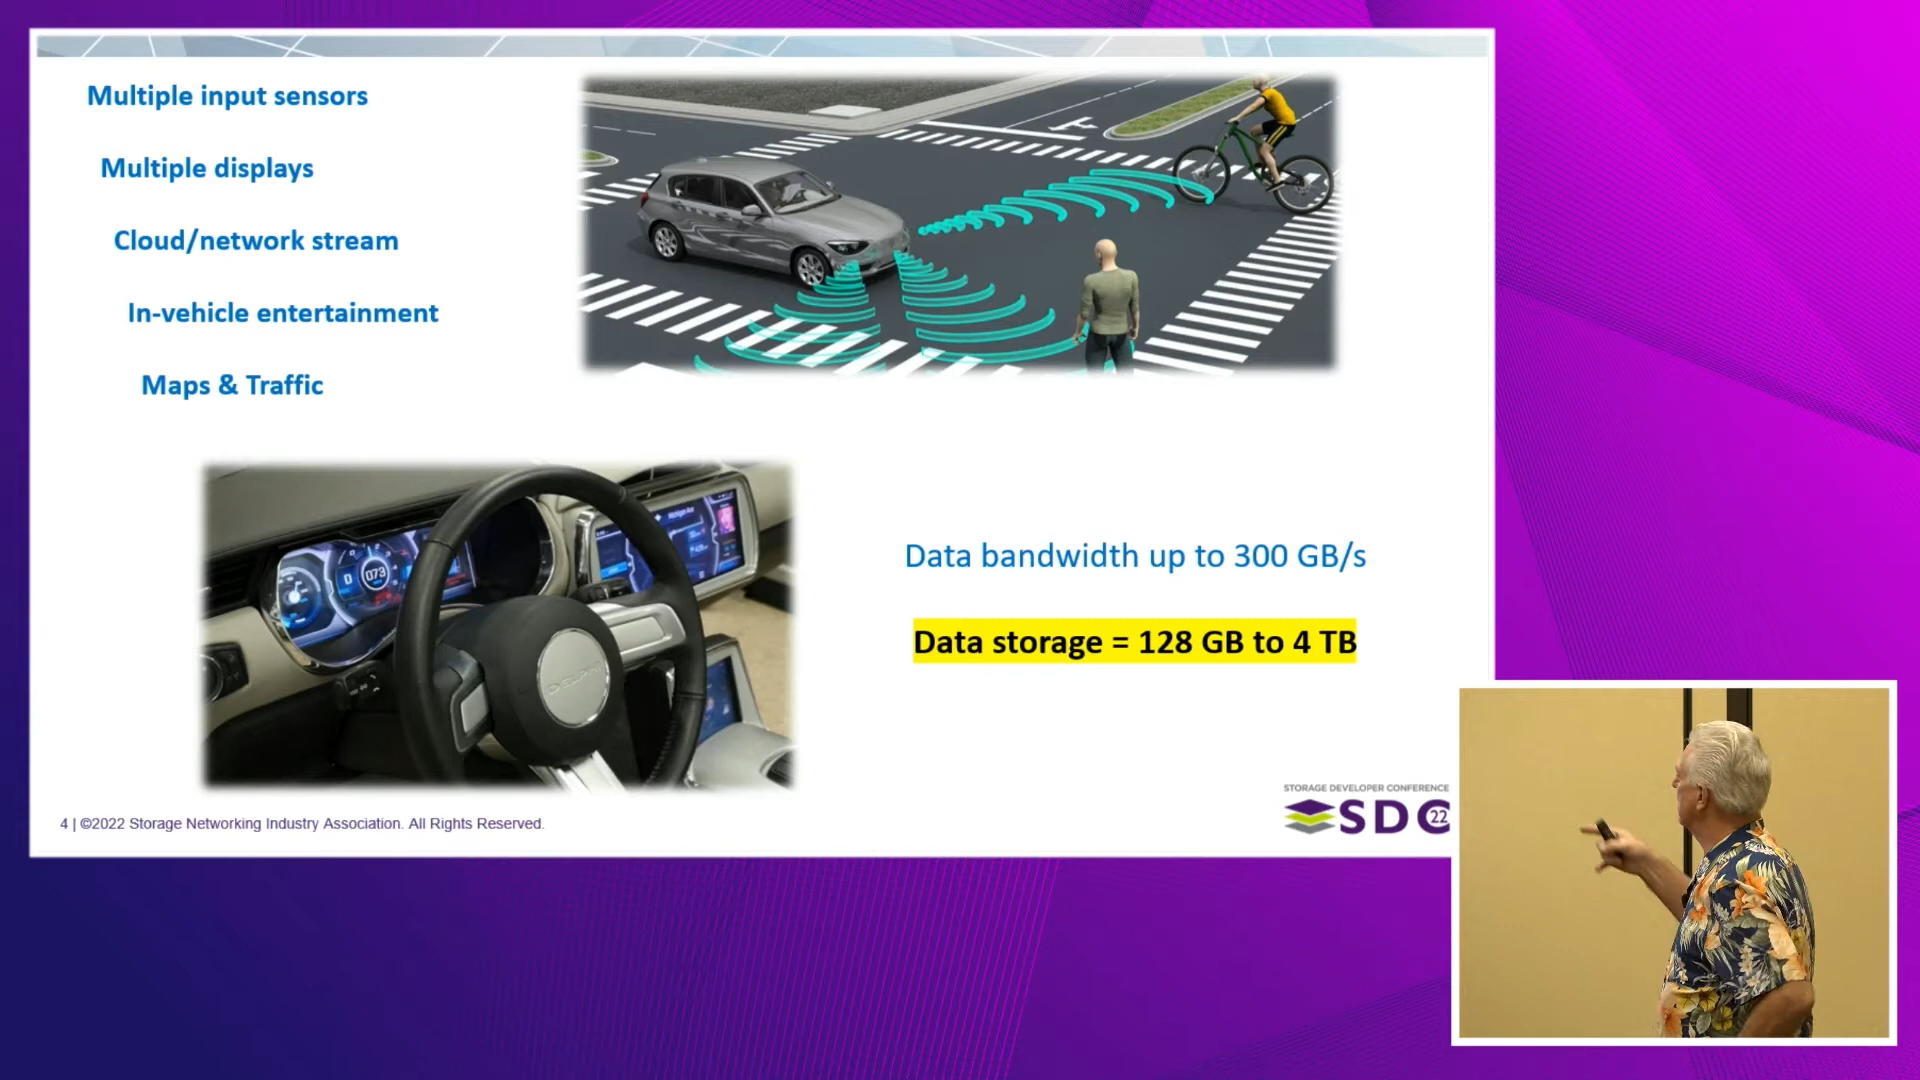 Multiple input sensors
Multiple displays
Cloud/network stream
In-vehicle entertainment
Maps & Traffic
073
DELPHI
Data bandwidth up to 300 GB/s
Data storage = 128 GB to 4 TB
4 | ©2022 Storage Networking Industry Association. All Rights Reserved.
STORAGE DEVELOPER CONFERENCE
SDC 22